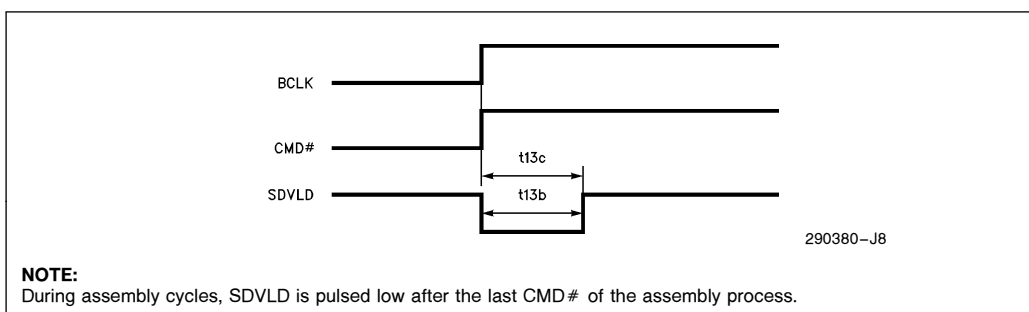 BCLK
CMD#
t13c
SDVLD
t13b
290380–J8
NOTE:
During assembly cycles, SDVLD is pulsed low after the last CMD# of the assembly process.